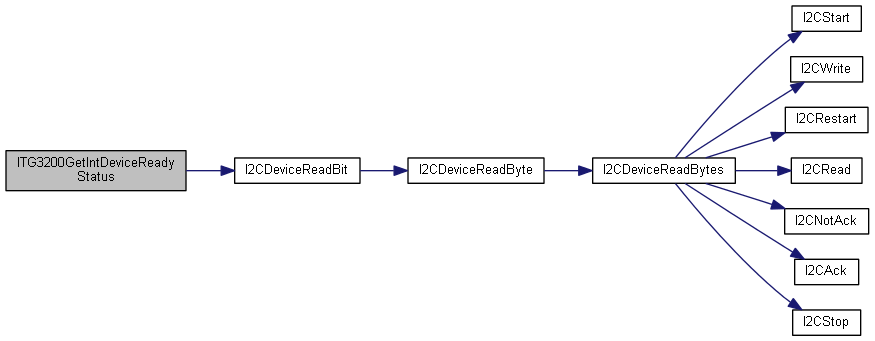 I2CStart
I2CWrite
I2CRestart
ITG3200GetIntDeviceReady
Status
I2CDeviceReadBit
I2CDeviceReadByte
I2CDeviceReadBytes
I2CRead
I2CNotAck
I2CAck
I2CStop